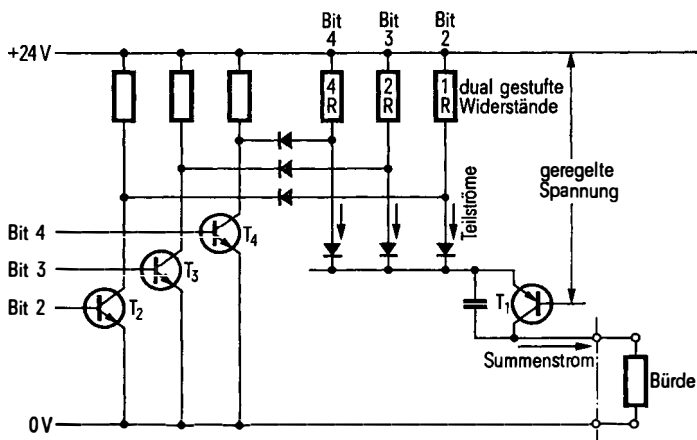 Bit 4
Bit 3
Bit 2
+24 V
4 R
2 R
1 R
dual gestufte
Widerstände
geregelte
Spannung
Teilströme
Bit 4
T4
Bit 3
T3
Bit 2
T2
T1
Summenstrom
Bürde
0 V